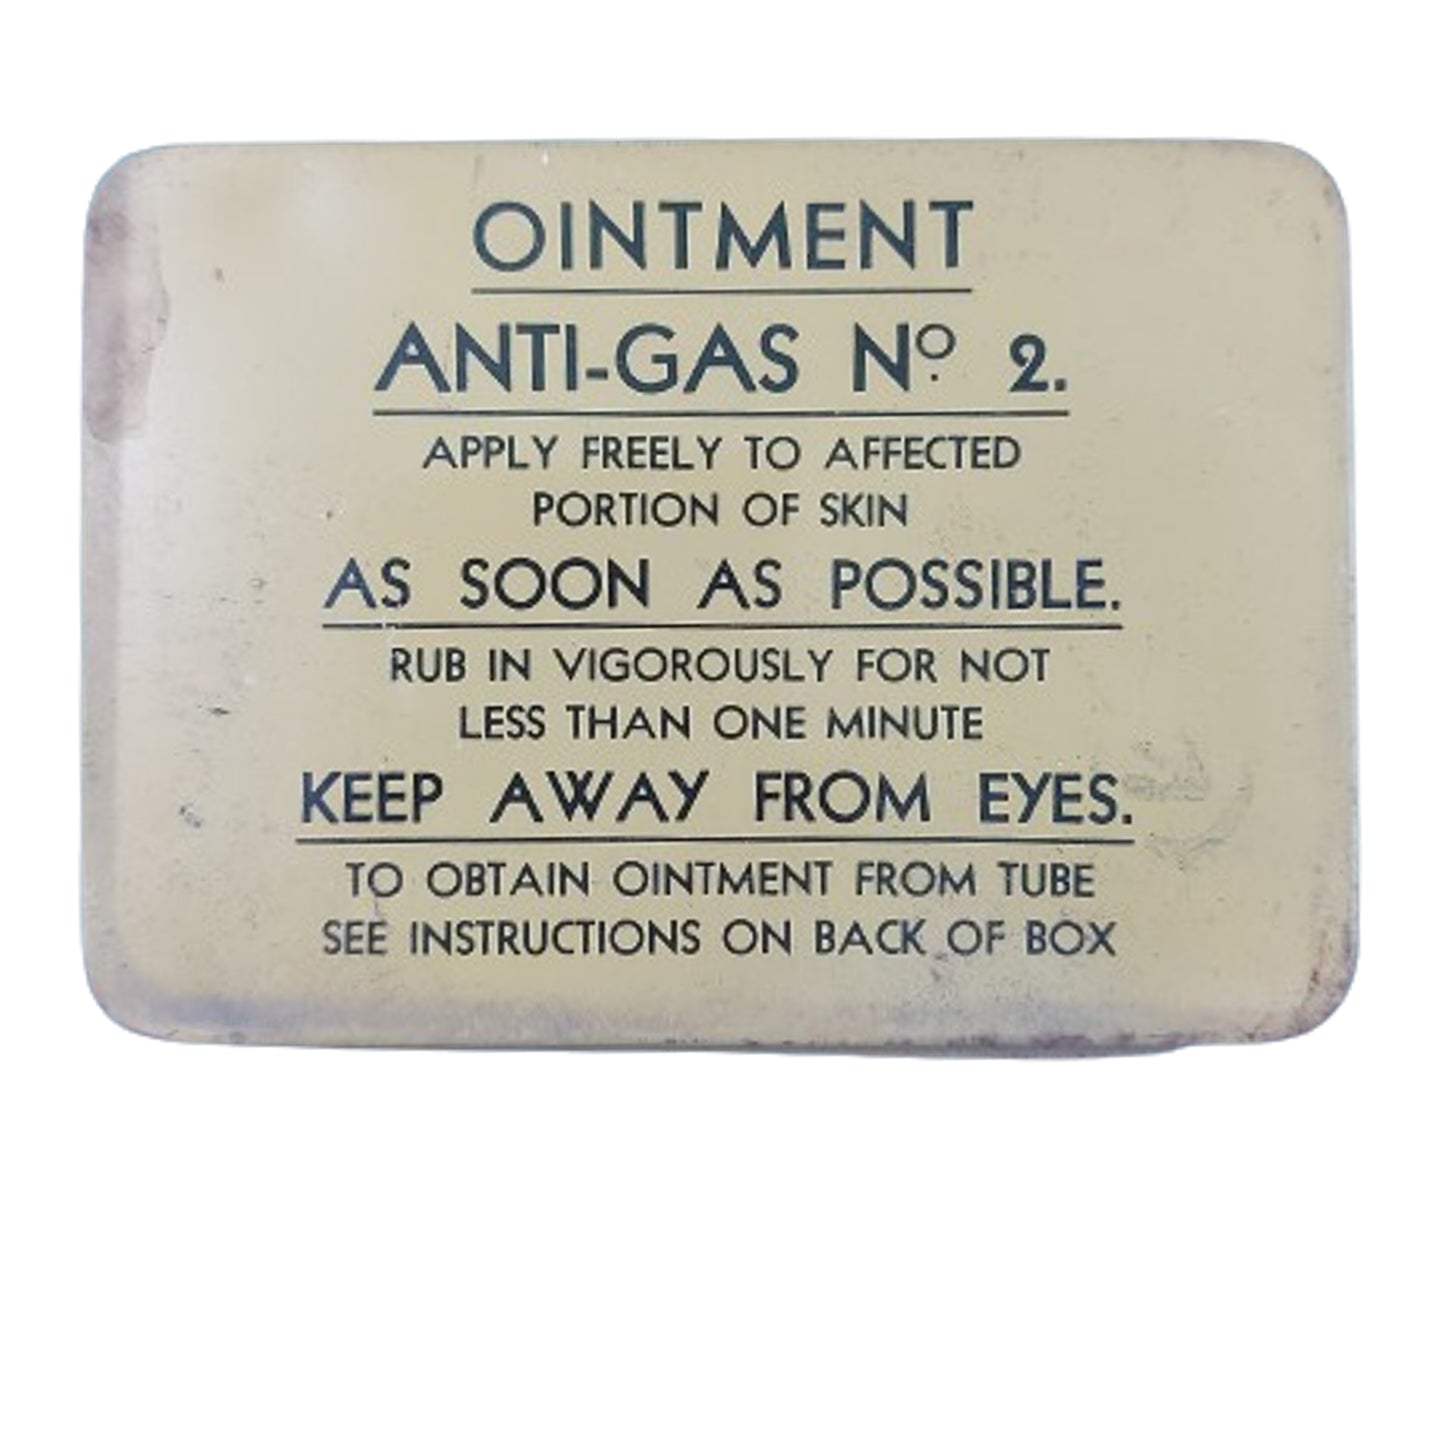 OINTMENT
ANTI-GAS Nº 2.
APPLY FREELY TO AFFECTED
PORTION OF SKIN
AS SOON AS POSSIBLE.
RUB IN VIGOROUSLY FOR NOT
LESS THAN ONE MINUTE
KEEP AWAY FROM EYES.
TO OBTAIN OINTMENT FROM TUBE
SEE INSTRUCTIONS ON BACK OF BOX